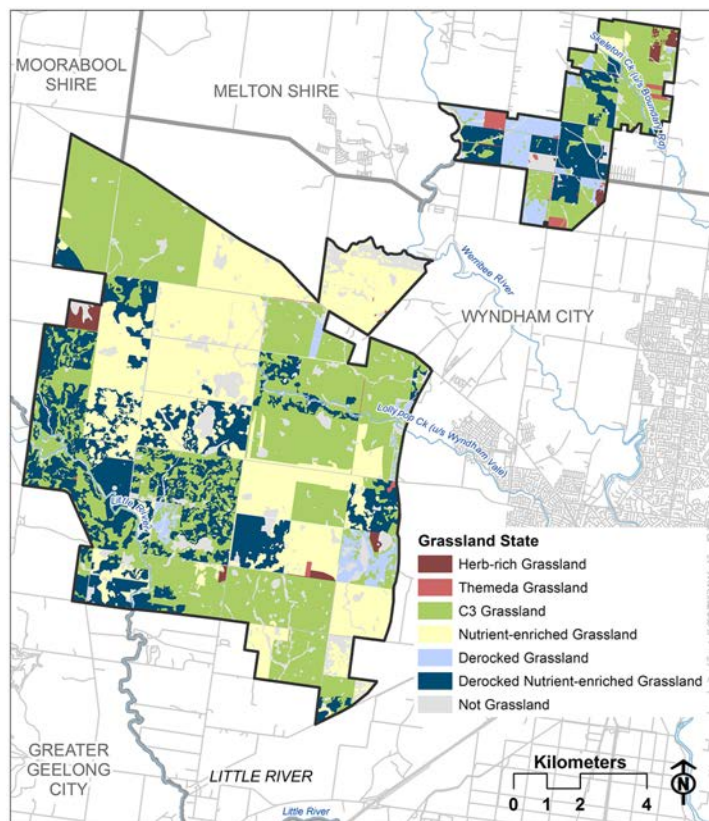 MOORABOOL
SHIRE
MELTON SHIRE
Skeleton Ck (u/s Boundary Rd)
Werribee River
WYNDHAM CITY
Lollypop Ck (u/s Wyndham Vale)
Little River
Grassland State
Herb-rich Grassland
Themeda Grassland
C3 Grassland
Nutrient-enriched Grassland
Derocked Grassland
Derocked Nutrient-enriched Grassland
Not Grassland
GREATER
GEELONG
CITY
LITTLE RIVER
Little River
Kilometers
0 1 2 4
N